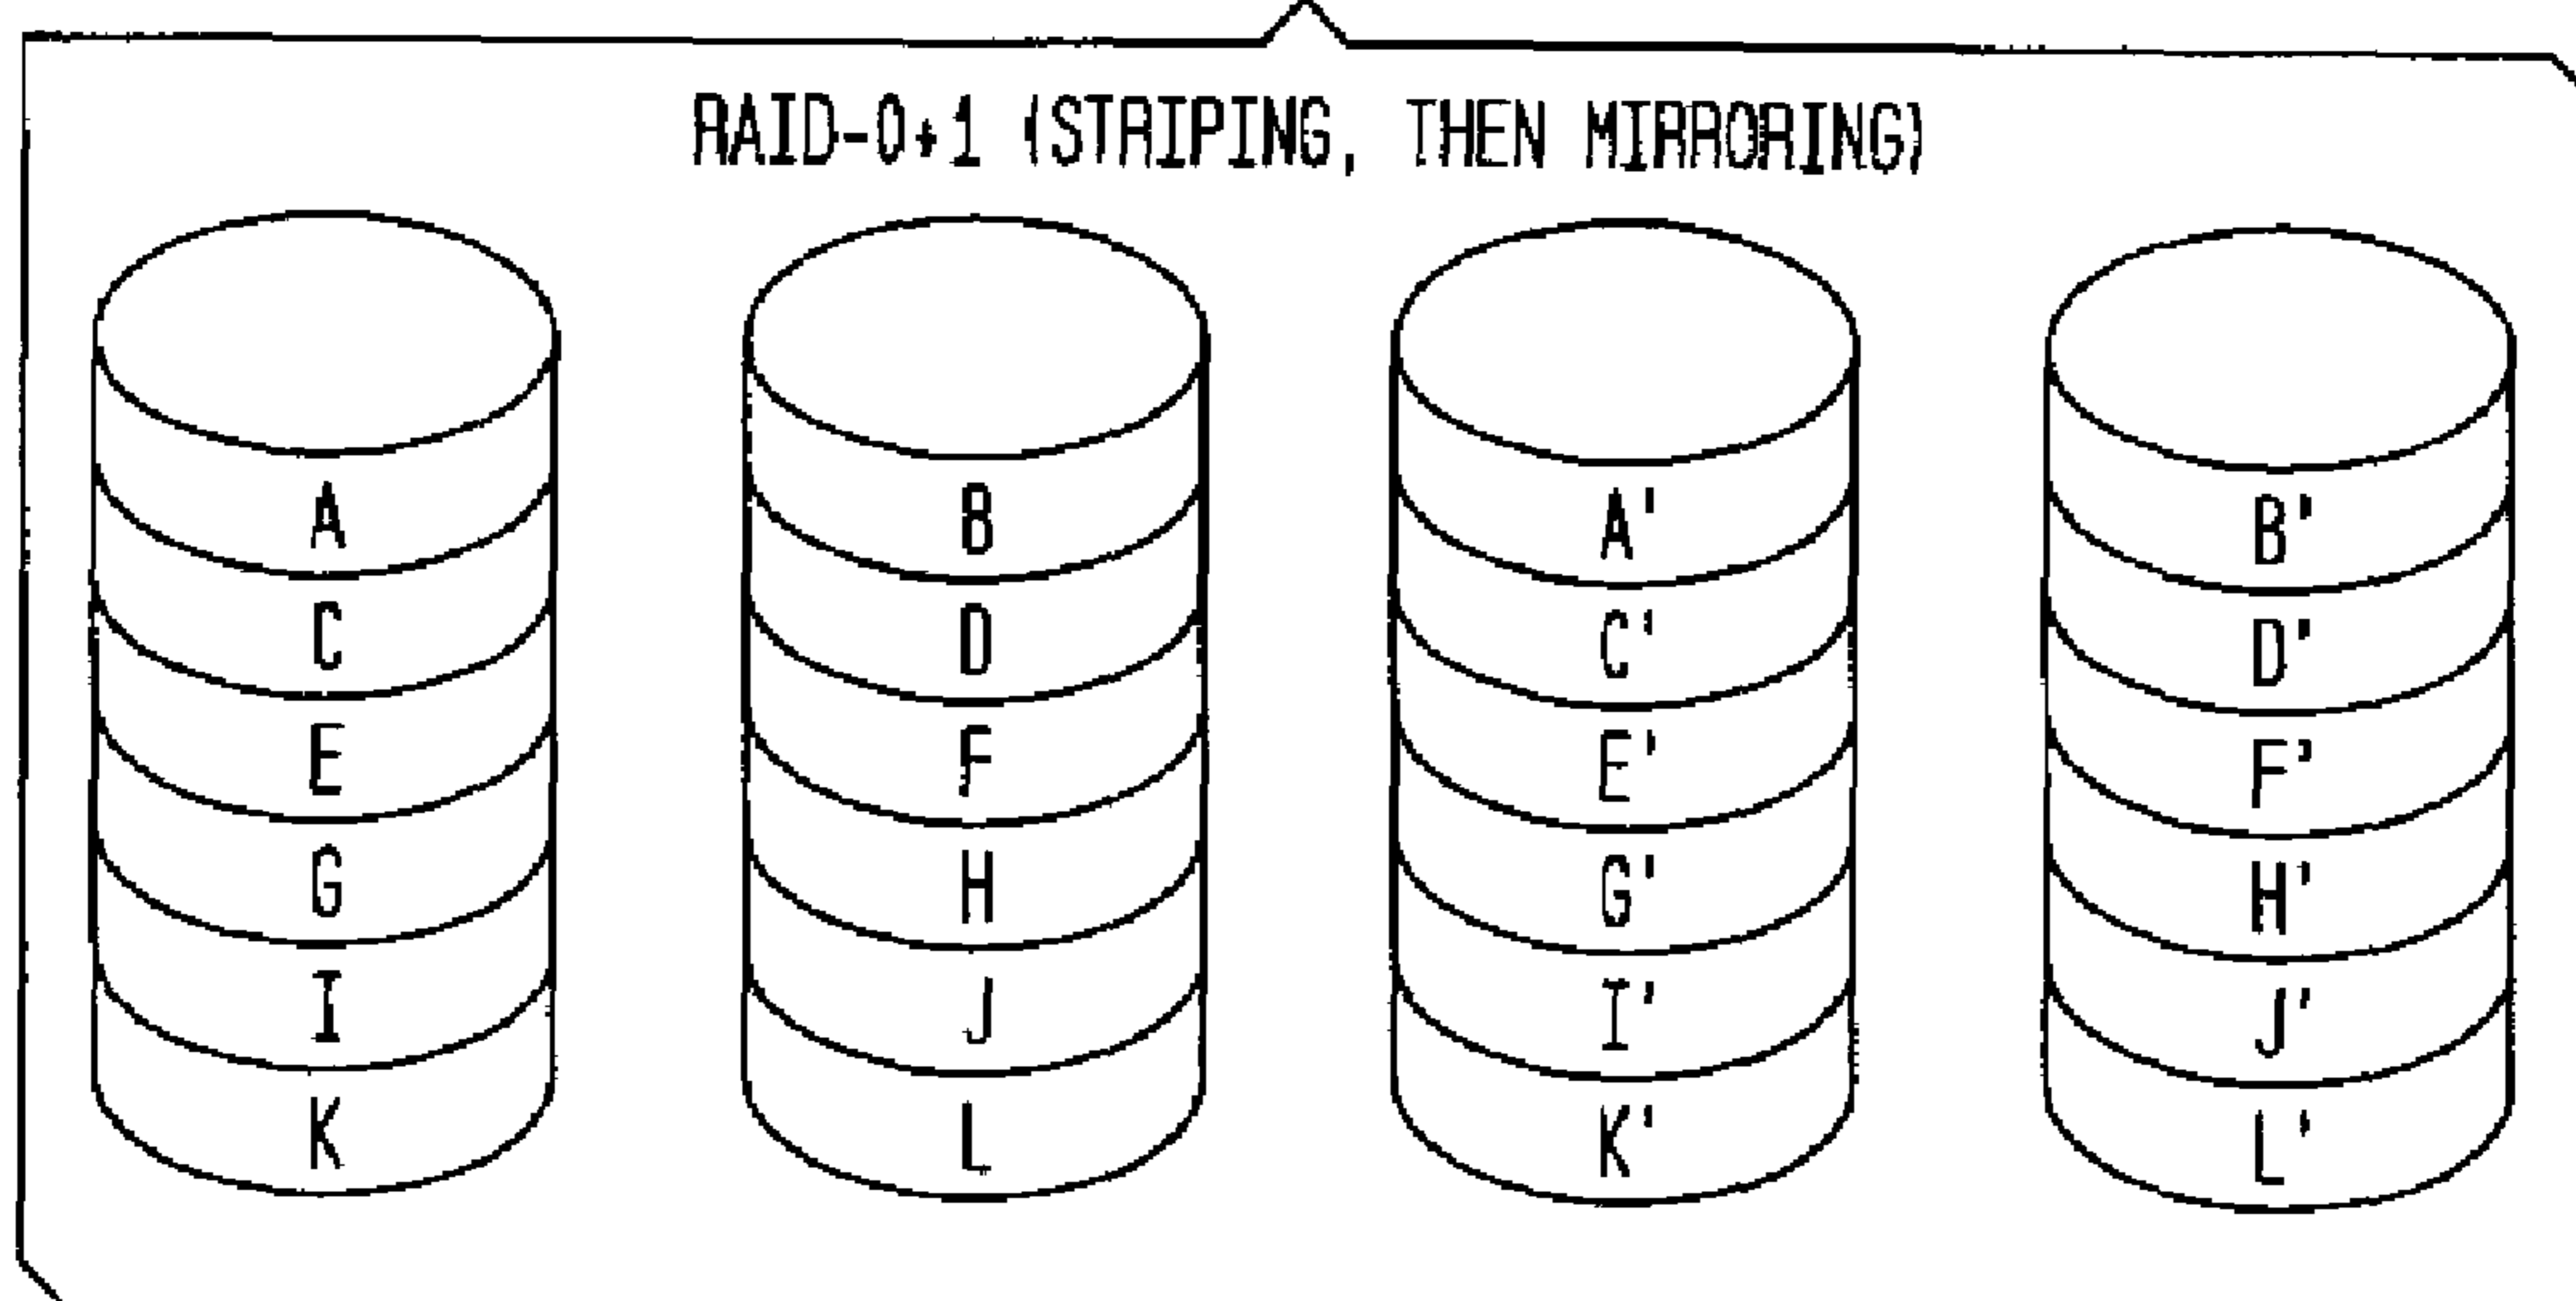 RAID-0+1 (STRIPING, THEN MIRRORING)
A B A' B'
C D C' D'
E F E' F'
G H G' H'
I J I' J'
K L K' L'